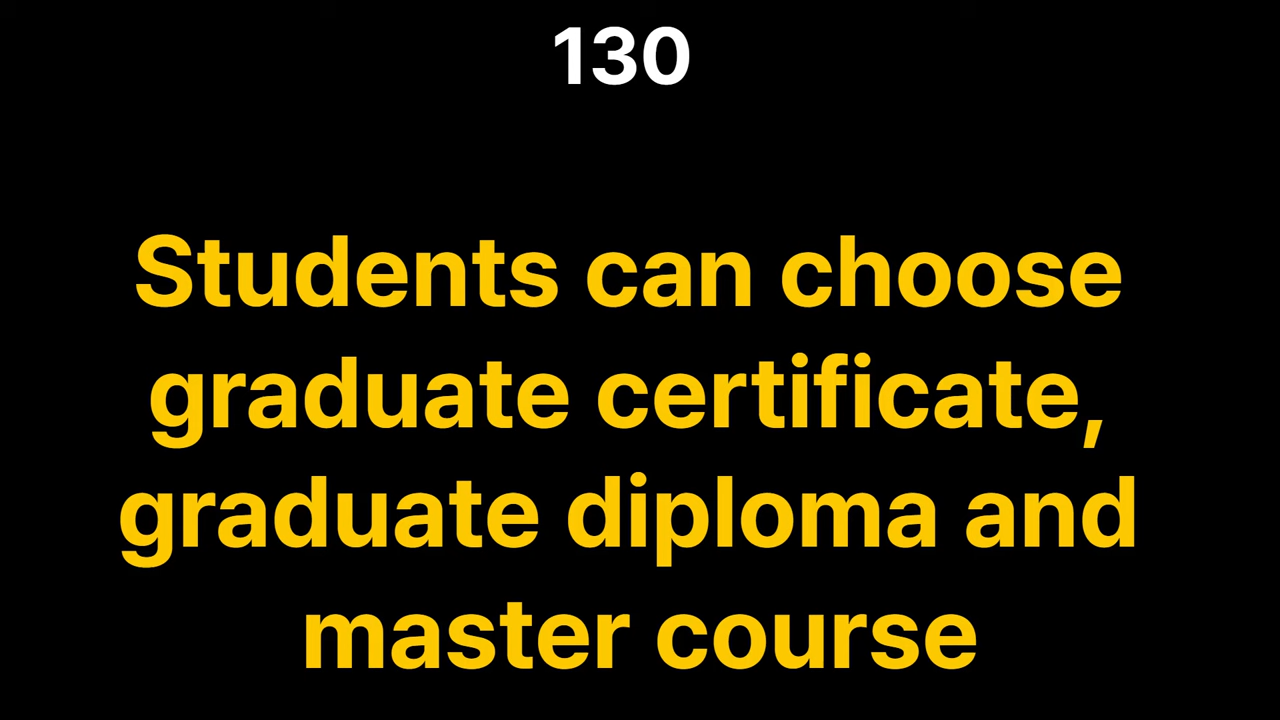 130
Students can choose
graduate certificate,
graduate diploma and
master course